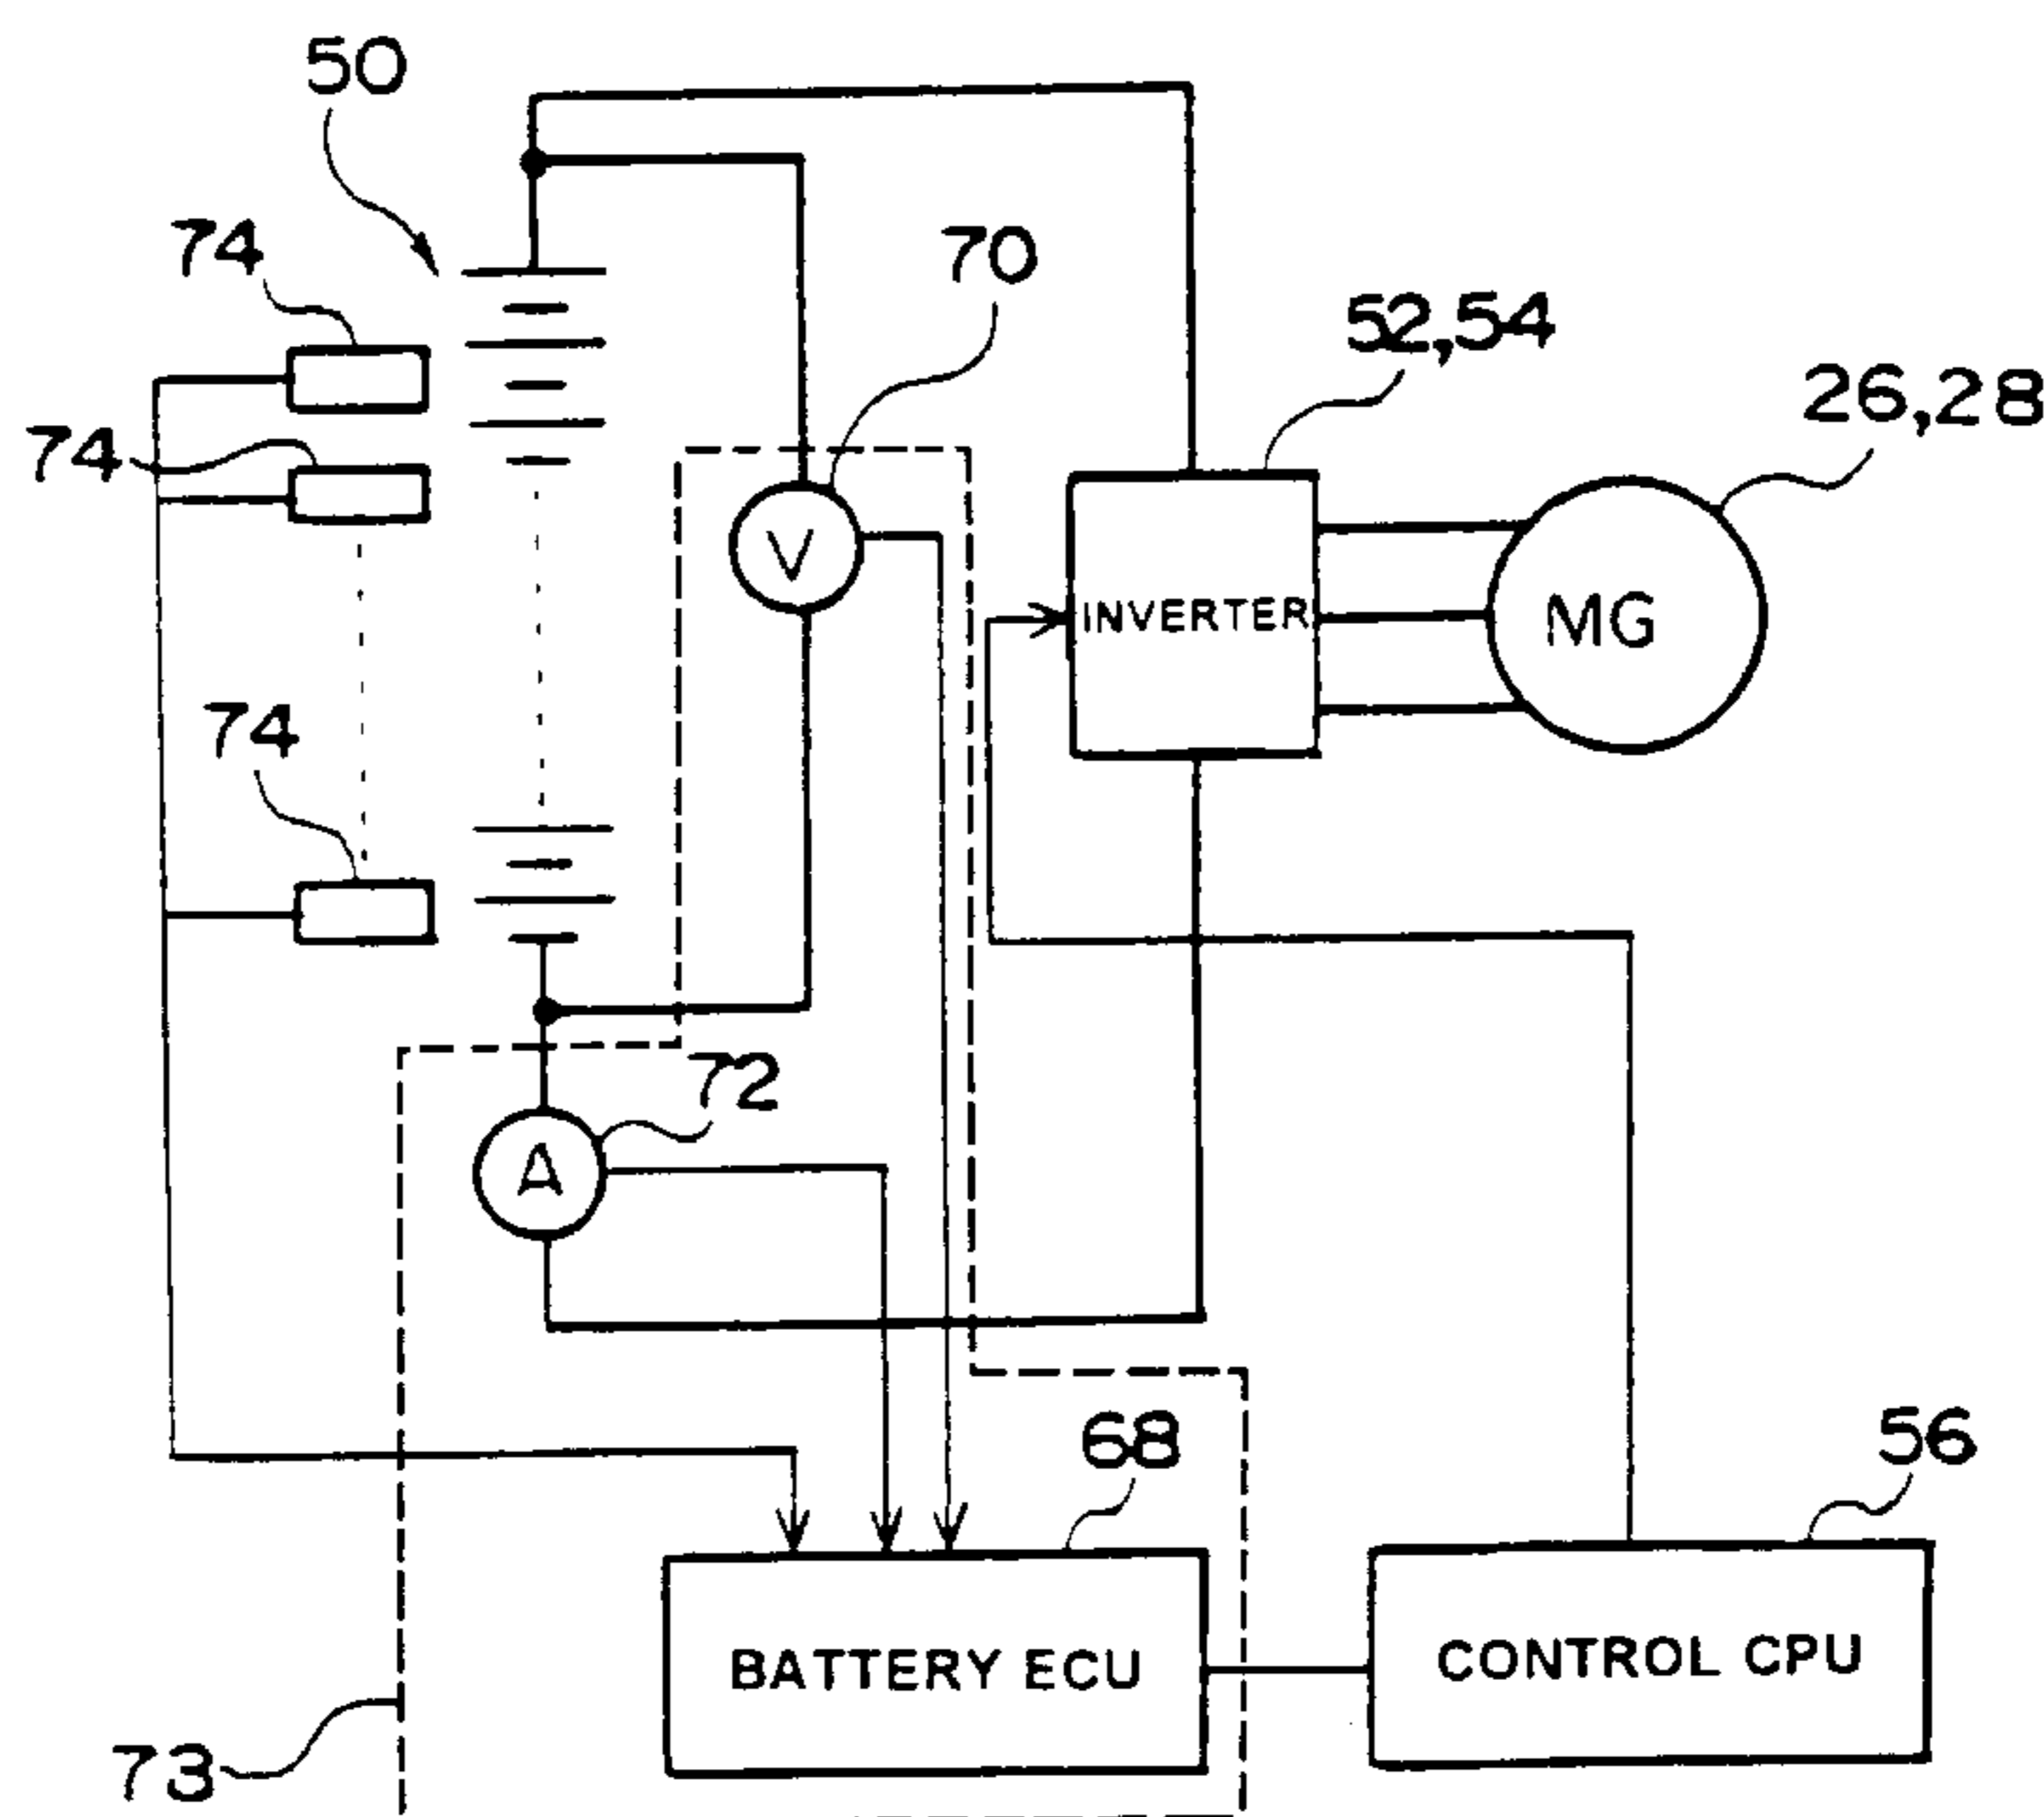 50
74
70
52,54
26,28
74
V
INVERTER
MG
74
72
A
68
56
BATTERY ECU
CONTROL CPU
73